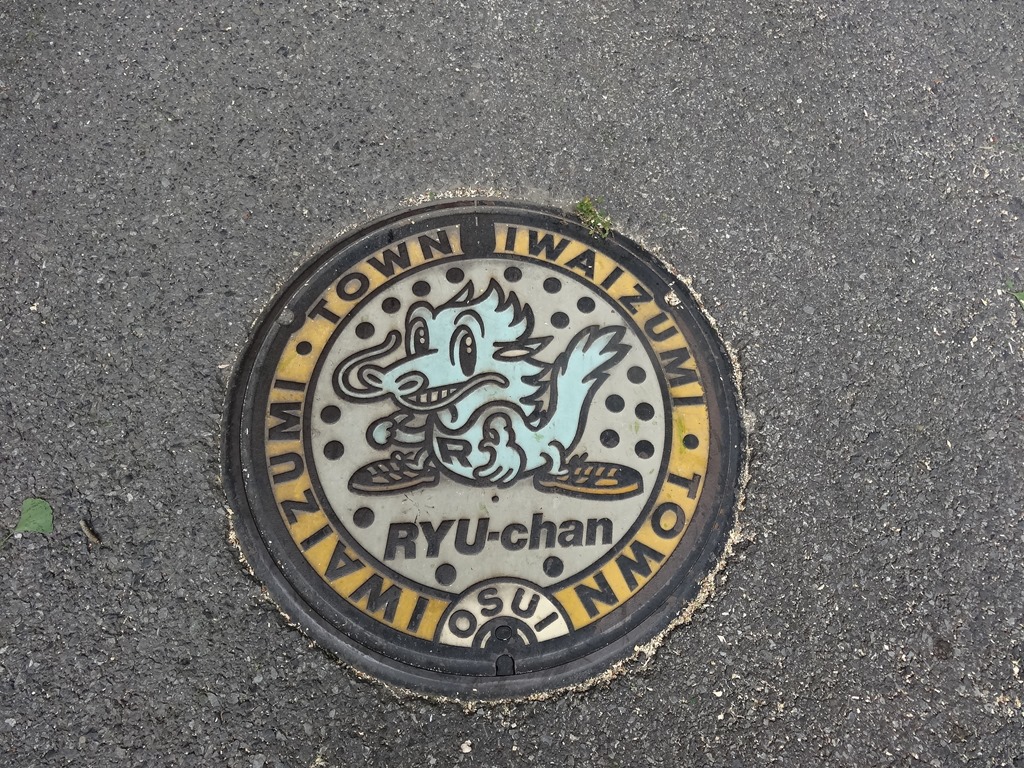 IWAIZUMI • TOWN
IWAIZUMI • TOWN
R
RYU-chan
OSUI